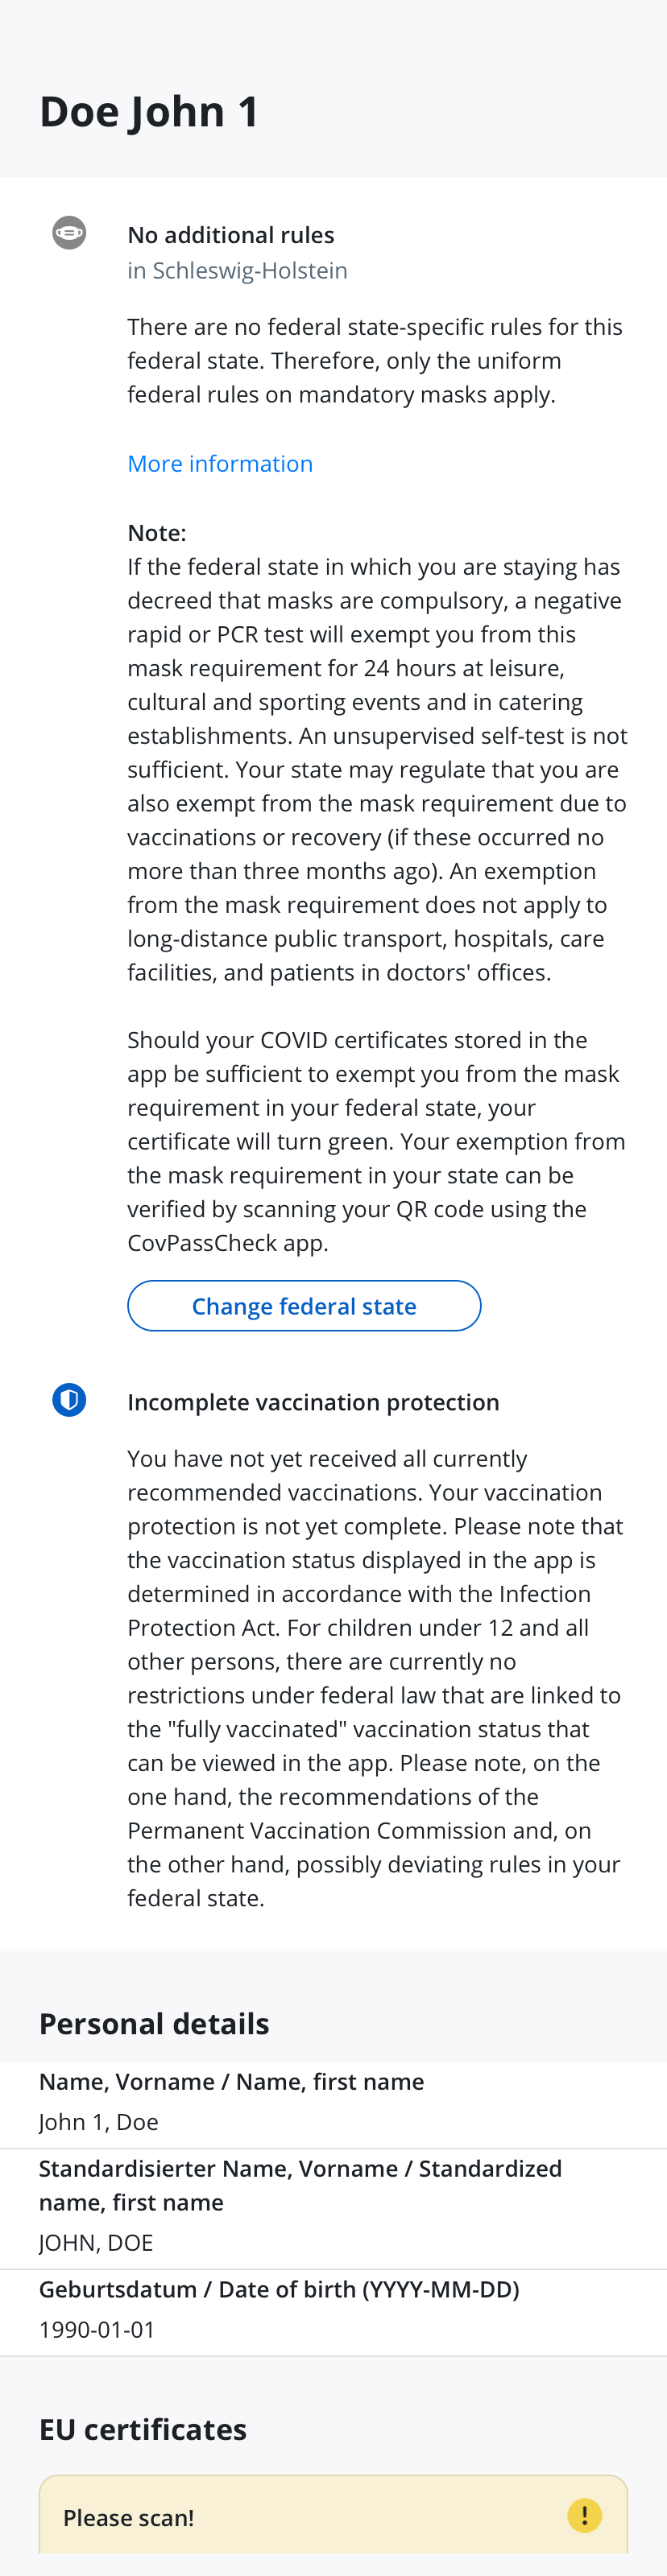 Doe John 1
No additional rules
in Schleswig-Holstein
There are no federal state-specific rules for this
federal state. Therefore, only the uniform
federal rules on mandatory masks apply.
More information
Note:
If the federal state in which you are staying has
decreed that masks are compulsory, a negative
rapid or PCR test will exempt you from this
mask requirement for 24 hours at leisure,
cultural and sporting events and in catering
establishments. An unsupervised self-test is not
sufficient. Your state may regulate that you are
also exempt from the mask requirement due to
vaccinations or recovery (if these occurred no
more than three months ago). An exemption
from the mask requirement does not apply to
long-distance public transport, hospitals, care
facilities, and patients in doctors' offices.
Should your COVID certificates stored in the
app be sufficient to exempt you from the mask
requirement in your federal state, your
certificate will turn green. Your exemption from
the mask requirement in your state can be
verified by scanning your QR code using the
CovPassCheck app.
Change federal state
Incomplete vaccination protection
You have not yet received all currently
recommended vaccinations. Your vaccination
protection is not yet complete. Please note that
the vaccination status displayed in the app is
determined in accordance with the Infection
Protection Act. For children under 12 and all
other persons, there are currently no
restrictions under federal law that are linked to
the "fully vaccinated" vaccination status that
can be viewed in the app. Please note, on the
one hand, the recommendations of the
Permanent Vaccination Commission and, on
the other hand, possibly deviating rules in your
federal state.
Personal details
Name, Vorname / Name, first name
John 1, Doe
Standardisierter Name, Vorname / Standardized
name, first name
JOHN, DOE
Geburtsdatum / Date of birth (YYYY-MM-DD)
1990-01-01
EU certificates
Please scan!